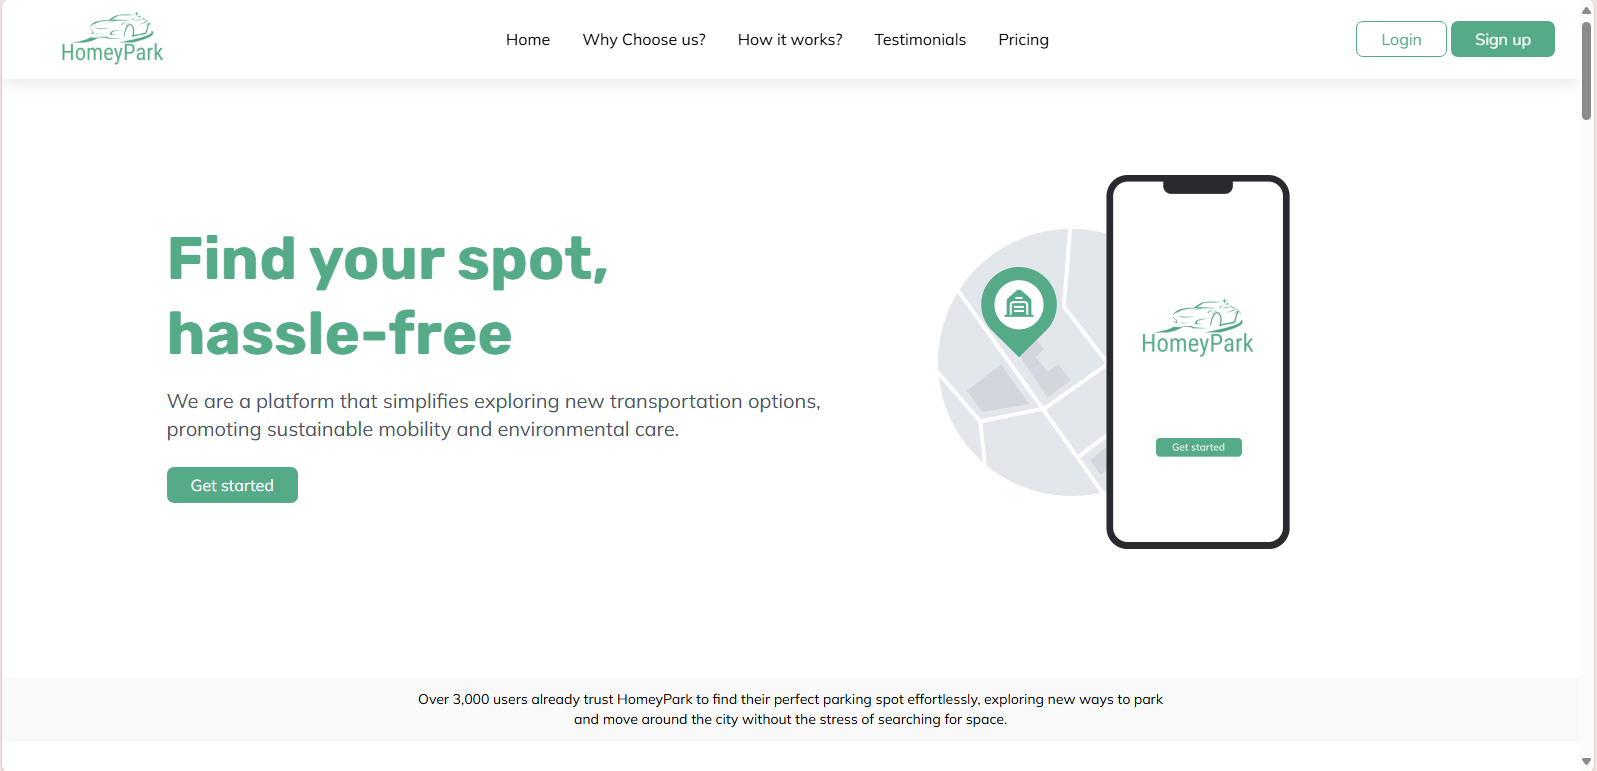 HomeyPark
Home
Why Choose us?
How it works?
Testimonials
Pricing
Login
Sign up
Find your spot,
hassle-free
We are a platform that simplifies exploring new transportation options,
promoting sustainable mobility and environmental care.
Get started
HomeyPark
Get started
Over 3,000 users already trust HomeyPark to find their perfect parking spot effortlessly, exploring new ways to park
and move around the city without the stress of searching for space.